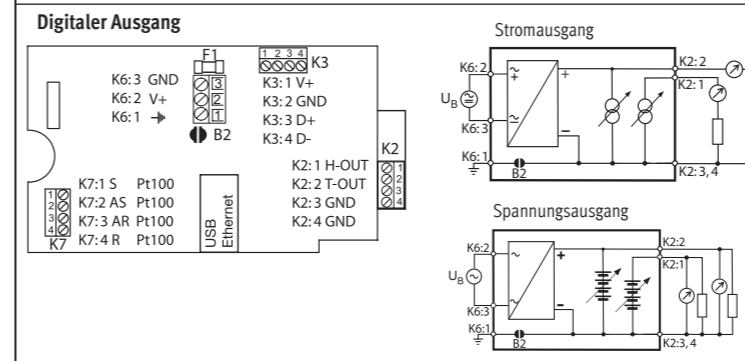 Digitaler Ausgang
F1
K6: 3 GND
K6: 2 V+
K6: 1
3
2
1
B2
1 2 3 4
K3
K3: 1 V+
K3: 2 GND
K3: 3 D+
K3: 4 D-
K2
K2: 1 H-OUT
K2: 2 T-OUT
K2: 3 GND
K2: 4 GND
1
2
3
4
1
2
3
4
K7
K7:1 S Pt100
K7:2 AS Pt100
K7:3 AR Pt100
K7:4 R Pt100
USB
Ethernet
Stromausgang
K6: 2
UB
K6: 3
K6: 1
B2
+
+
–
K2: 2
K2: 1
K2: 3, 4
Spannungsausgang
K6:2
UB
K6:3
K6:1
B2
+
–
K2:2
K2:1
K2:3, 4